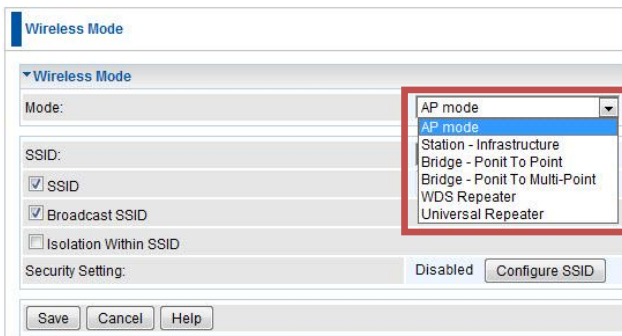 Wireless Mode
Wireless Mode
Mode: AP mode
AP mode
Station - Infrastructure
Bridge - Ponit To Point
Bridge - Ponit To Multi-Point
WDS Repeater
Universal Repeater
SSID:
SSID
Broadcast SSID
Isolation Within SSID
Security Setting: Disabled Configure SSID
Save Cancel Help